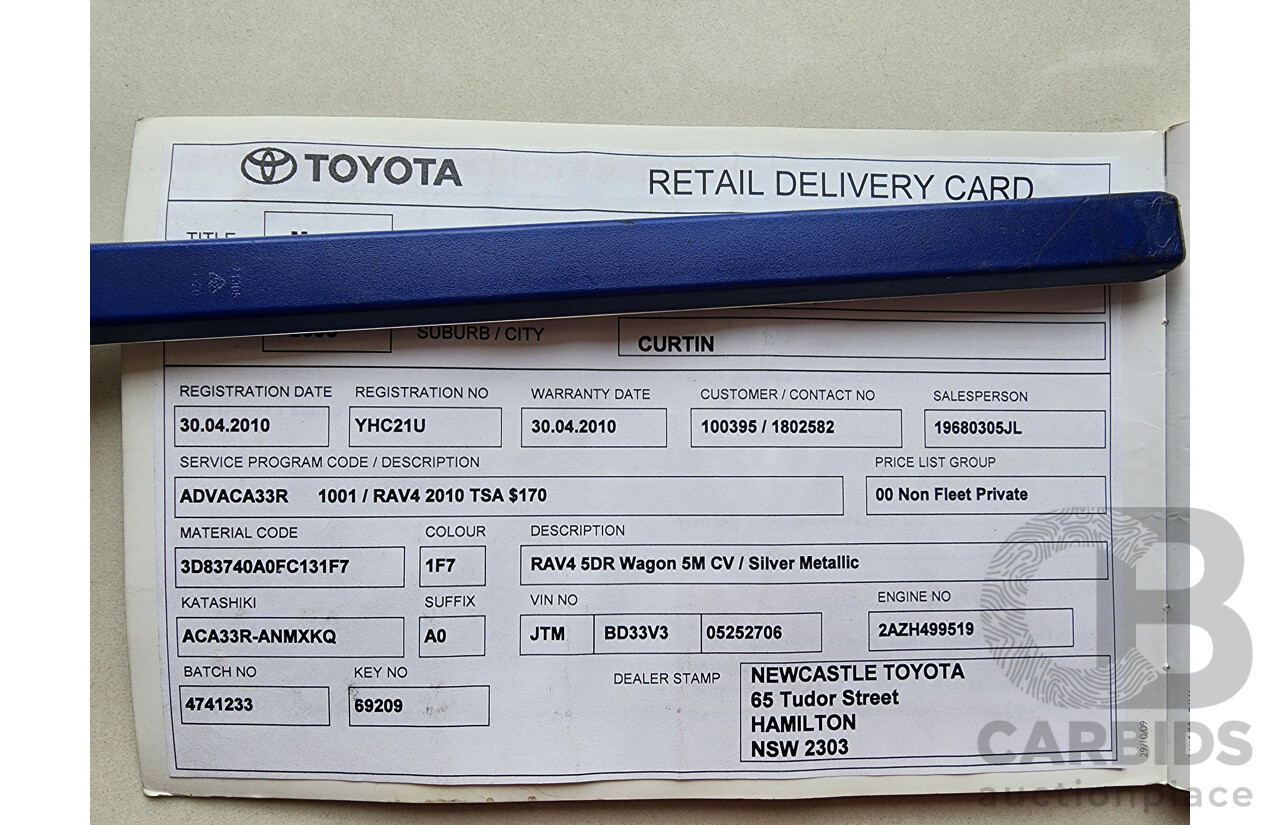 TOYOTA
RETAIL DELIVERY CARD
TITLE
SUBURB / CITY CURTIN
REGISTRATION DATE REGISTRATION NO WARRANTY DATE CUSTOMER / CONTACT NO SALESPERSON
30.04.2010 YHC21U 30.04.2010 100395 / 1802582 19680305JL
SERVICE PROGRAM CODE / DESCRIPTION PRICE LIST GROUP
ADVACA33R 1001 / RAV4 2010 TSA $170 00 Non Fleet Private
MATERIAL CODE COLOUR DESCRIPTION
3D83740A0FC131F7 1F7 RAV4 5DR Wagon 5M CV / Silver Metallic
KATASHIKI SUFFIX VIN NO ENGINE NO
ACA33R-ANMXKQ A0 JTM BD33V3 05252706 2AZH499519
BATCH NO KEY NO DEALER STAMP
4741233 69209
NEWCASTLE TOYOTA
65 Tudor Street
HAMILTON
NSW 2303
29/10/09
CB
CARBIDS
auctionplace